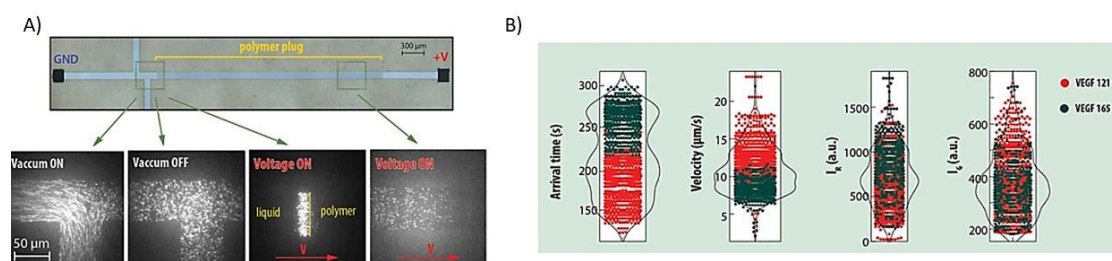 A)
B)
polymer plug
300 µm
GND
+V
Vaccum ON
Vaccum OFF
Voltage ON
Voltage ON
liquid
polymer
50 µm
V
V
Arrival time (s)
300
250
200
150
Velocity (µm/s)
20
15
10
5
I_R (a.u.)
1500
1000
500
0
I_G (a.u.)
800
600
400
200
VEGF 121
VEGF 165